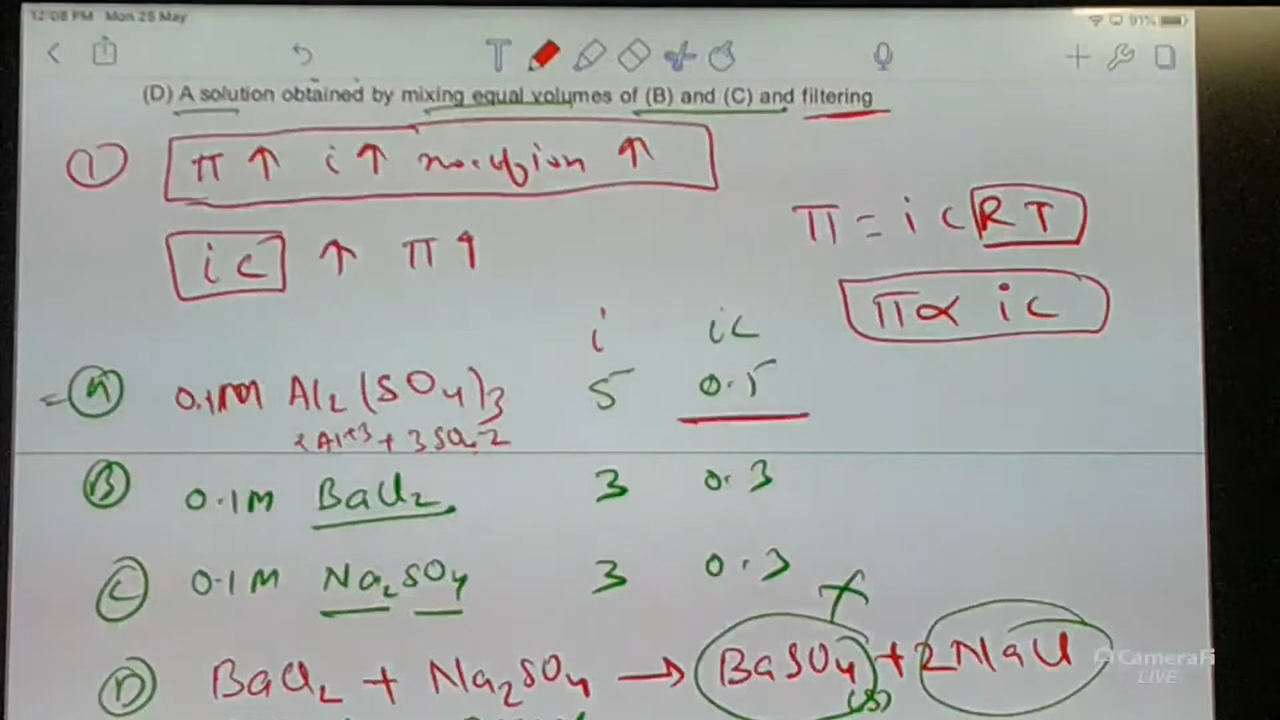 12:08 PM Mon 25 May 91%
(D) A solution obtained by mixing equal volumes of (B) and (C) and filtering
① π ↑ i ↑ no. of ion ↑
π = i c RT
ic ↑ π ↑
π ∝ ic
i ic
(A) 0.1M Al₂(SO₄)₃ 5 0.5
2Al⁺³ + 3SO₄⁻²
(B) 0.1M BaCl₂ 3 0.3
(C) 0.1M Na₂SO₄ 3 0.3
(D) BaCl₂ + Na₂SO₄ → BaSO₄(s) + 2NaCl
CameraFi
LIVE